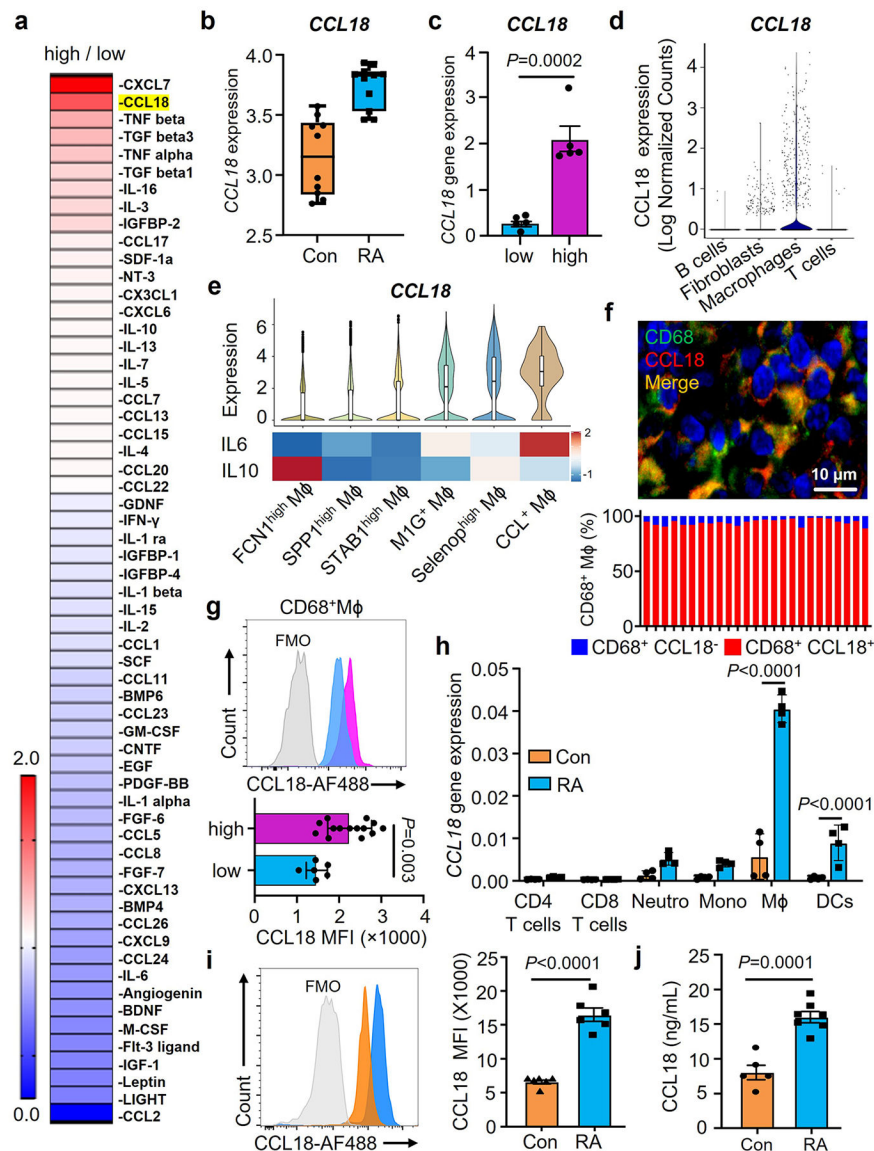 a
high / low
-CXCL7
-CCL18
-TNF beta
-TGF beta3
-TNF alpha
-TGF beta1
-IL-16
-IL-3
-IGFBP-2
-CCL17
-SDF-1a
-NT-3
-CX3CL1
-CXCL6
-IL-10
-IL-13
-IL-7
-IL-5
-CCL7
-CCL13
-CCL15
-IL-4
-CCL20
-CCL22
-GDNF
-IFN-γ
-IL-1 ra
-IGFBP-1
-IGFBP-4
-IL-1 beta
-IL-15
-IL-2
-CCL1
-SCF
-CCL11
-BMP6
-CCL23
-GM-CSF
-CNTF
-EGF
-PDGF-BB
-IL-1 alpha
-FGF-6
-CCL5
-CCL8
-FGF-7
-CXCL13
-BMP4
-CCL26
-CXCL9
-CCL24
-IL-6
-Angiogenin
-BDNF
-M-CSF
-Flt-3 ligand
-IGF-1
-Leptin
-LIGHT
-CCL2
2.0
1.0
0.0
b
CCL18
CCL18 expression
4.0
3.5
3.0
2.5
Con RA
c
CCL18
CCL18 gene expression
P=0.0002
4
3
2
1
0
low high
d
CCL18
CCL18 expression
(Log Normalized Counts)
4
3
2
1
0
B cells
Fibroblasts
Macrophages
T cells
e
CCL18
Expression
6
4
2
0
IL6
IL10
2
-1
FCN1high Mϕ
SPP1high Mϕ
STAB1high Mϕ
M1G+ Mϕ
Selenophigh Mϕ
CCL+ Mϕ
f
CD68
CCL18
Merge
10 µm
CD68+ Mϕ (%)
100
50
0
CD68+ CCL18- CD68+ CCL18+
g
CD68+Mϕ
FMO
Count
CCL18-AF488
high
low
P=0.003
0 1 2 3 4
CCL18 MFI (×1000)
h
CCL18 gene expression
0.05
0.04
0.03
0.02
0.01
0.00
Con
RA
P<0.0001
P<0.0001
CD4 CD8 Neutro Mono Mϕ DCs
T cells T cells
i
FMO
Count
CCL18-AF488
CCL18 MFI (X1000)
P<0.0001
25
20
15
10
5
0
Con RA
j
CCL18 (ng/mL)
P=0.0001
25
20
15
10
5
0
Con RA